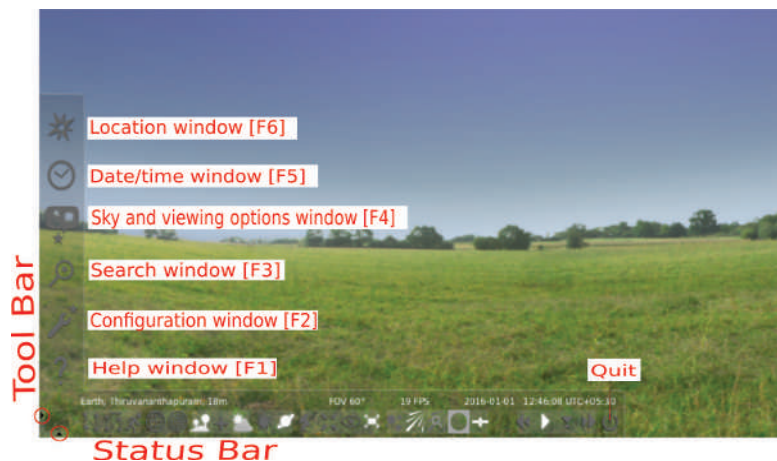 Location window [F6]
Date/time window [F5]
Sky and viewing options window [F4]
Search window [F3]
Configuration window [F2]
Help window [F1]
Tool Bar
Quit
Earth, Thiruvananthapuram, 18m FOV 60° 19 FPS 2016-01-01 12:46:08 UTC+05:30
Status Bar